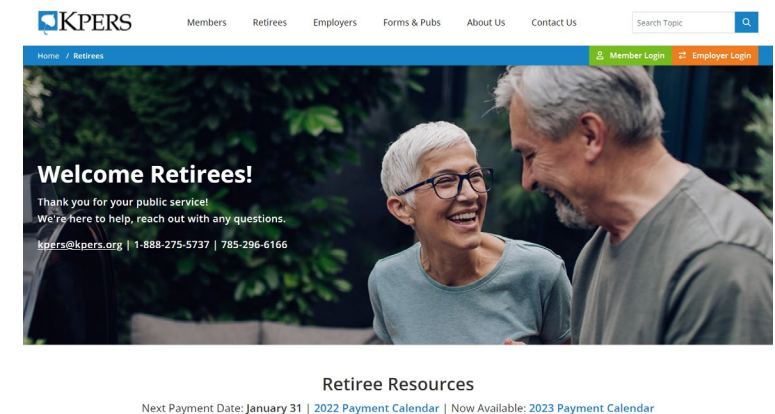 KPERS
Members Retirees Employers Forms & Pubs About Us Contact Us Search Topic
Home / Retirees Member Login Employer Login
Welcome Retirees!
Thank you for your public service!
We're here to help, reach out with any questions.
kpers@kpers.org | 1-888-275-5737 | 785-296-6166
Retiree Resources
Next Payment Date: January 31 | 2022 Payment Calendar | Now Available: 2023 Payment Calendar